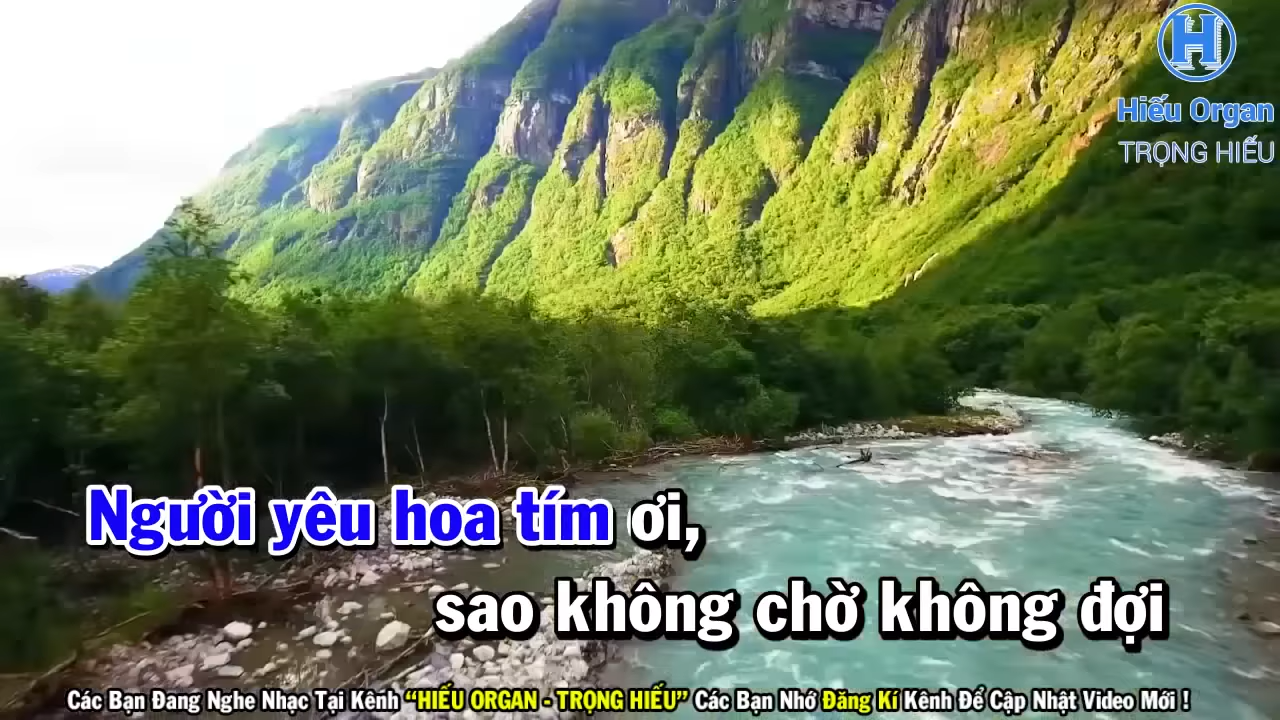 H
Hiếu Organ
TRỌNG HIẾU
Người yêu hoa tím ơi,
sao không chờ không đợi
Các Bạn Đang Nghe Nhạc Tại Kênh “HIẾU ORGAN - TRỌNG HIẾU” Các Bạn Nhớ Đăng Kí Kênh Để Cập Nhật Video Mới !